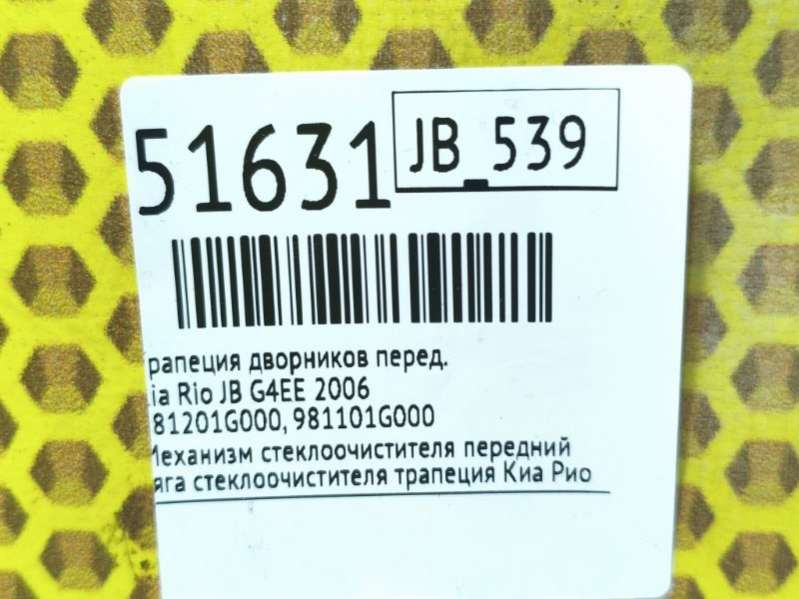 51631
JB_539
рапеция дворников перед.
ia Rio JB G4EE 2006
81201G000, 981101G000
Механизм стеклоочистителя передний
яга стеклоочистителя трапеция Киа Рио